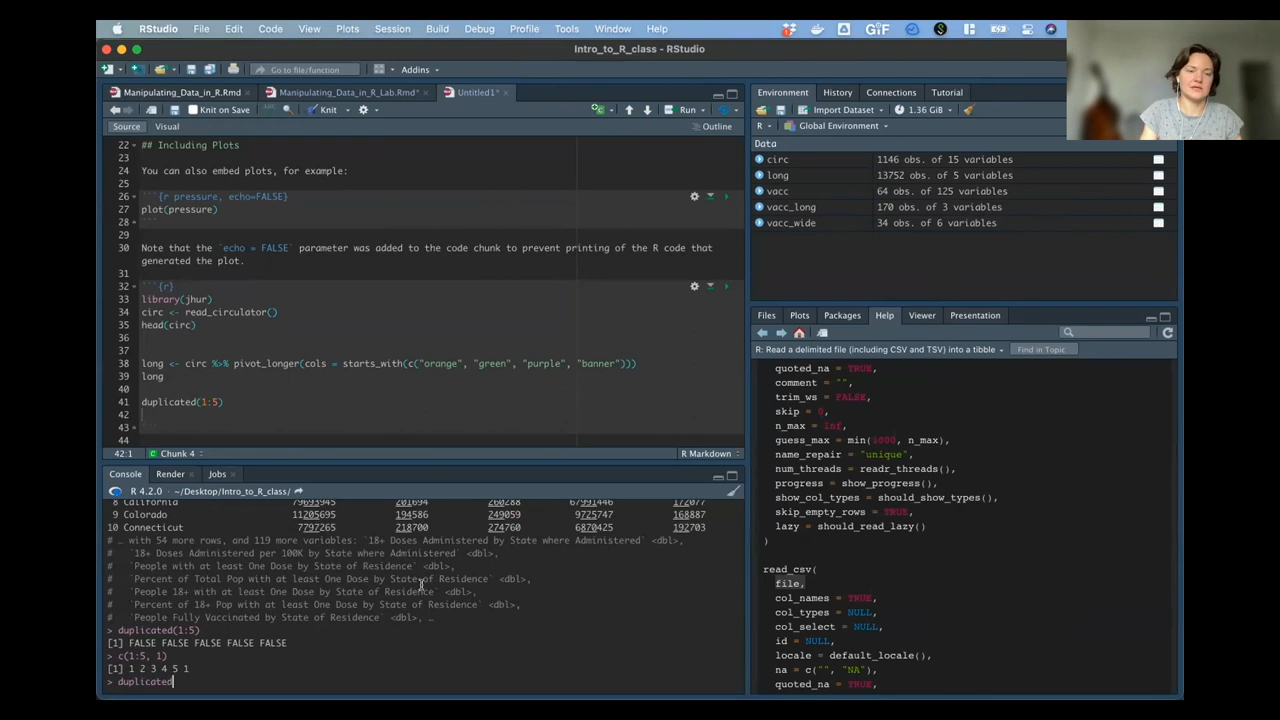 RStudio File Edit Code View Plots Session Build Debug Profile Tools Window Help GIF
Intro_to_R_class - RStudio
Go to file/function Addins
Manipulating_Data_in_R.Rmd Manipulating_Data_in_R_Lab.Rmd* Untitled1*
Knit on Save Knit Run
Source Visual Outline
22 ## Including Plots
23
24 You can also embed plots, for example:
25
26 ```{r pressure, echo=FALSE}
27 plot(pressure)
28 ```
29
30 Note that the `echo = FALSE` parameter was added to the code chunk to prevent printing of the R code that
generated the plot.
31
32 ```{r}
33 library(jhur)
34 circ <- read_circulator()
35 head(circ)
36
37
38 long <- circ %>% pivot_longer(cols = starts_with(c("orange", "green", "purple", "banner")))
39 long
40
41 duplicated(1:5)
42
43 ```
44
42:1 Chunk 4 R Markdown
Console Render Jobs
R 4.2.0 · ~/Desktop/Intro_to_R_class/
8 California 79693945 201694 260288 67991446 172077
9 Colorado 11205695 194586 249059 9725747 168887
10 Connecticut 7797265 218700 274760 6870425 192703
# … with 54 more rows, and 119 more variables: `18+ Doses Administered by State where Administered` <dbl>,
# `18+ Doses Administered per 100K by State where Administered` <dbl>,
# `People with at least One Dose by State of Residence` <dbl>,
# `Percent of Total Pop with at least One Dose by State of Residence` <dbl>,
# `People 18+ with at least One Dose by State of Residence` <dbl>,
# `Percent of 18+ Pop with at least One Dose by State of Residence` <dbl>,
# `People Fully Vaccinated by State of Residence` <dbl>, …
> duplicated(1:5)
[1] FALSE FALSE FALSE FALSE FALSE
> c(1:5, 1)
[1] 1 2 3 4 5 1
> duplicated
Environment History Connections Tutorial
Import Dataset 1.36 GiB
R Global Environment
Data
circ 1146 obs. of 15 variables
long 13752 obs. of 5 variables
vacc 64 obs. of 125 variables
vacc_long 170 obs. of 3 variables
vacc_wide 34 obs. of 6 variables
Files Plots Packages Help Viewer Presentation
R: Read a delimited file (including CSV and TSV) into a tibble Find in Topic
quoted_na = TRUE,
comment = "",
trim_ws = FALSE,
skip = 0,
n_max = Inf,
guess_max = min(1000, n_max),
name_repair = "unique",
num_threads = readr_threads(),
progress = show_progress(),
show_col_types = should_show_types(),
skip_empty_rows = TRUE,
lazy = should_read_lazy()
)
read_csv(
file,
col_names = TRUE,
col_types = NULL,
col_select = NULL,
id = NULL,
locale = default_locale(),
na = c("", "NA"),
quoted_na = TRUE,